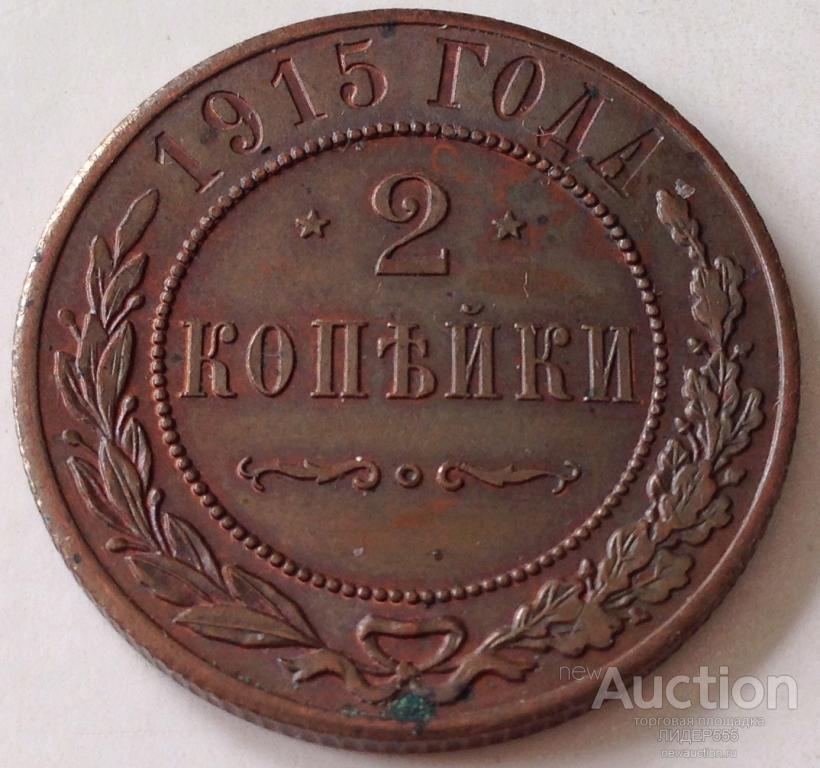 1915 ГОДА
2
КОПѢЙКИ
newAuction
торговая площадка
ЛИДЕР555
newauction.ru